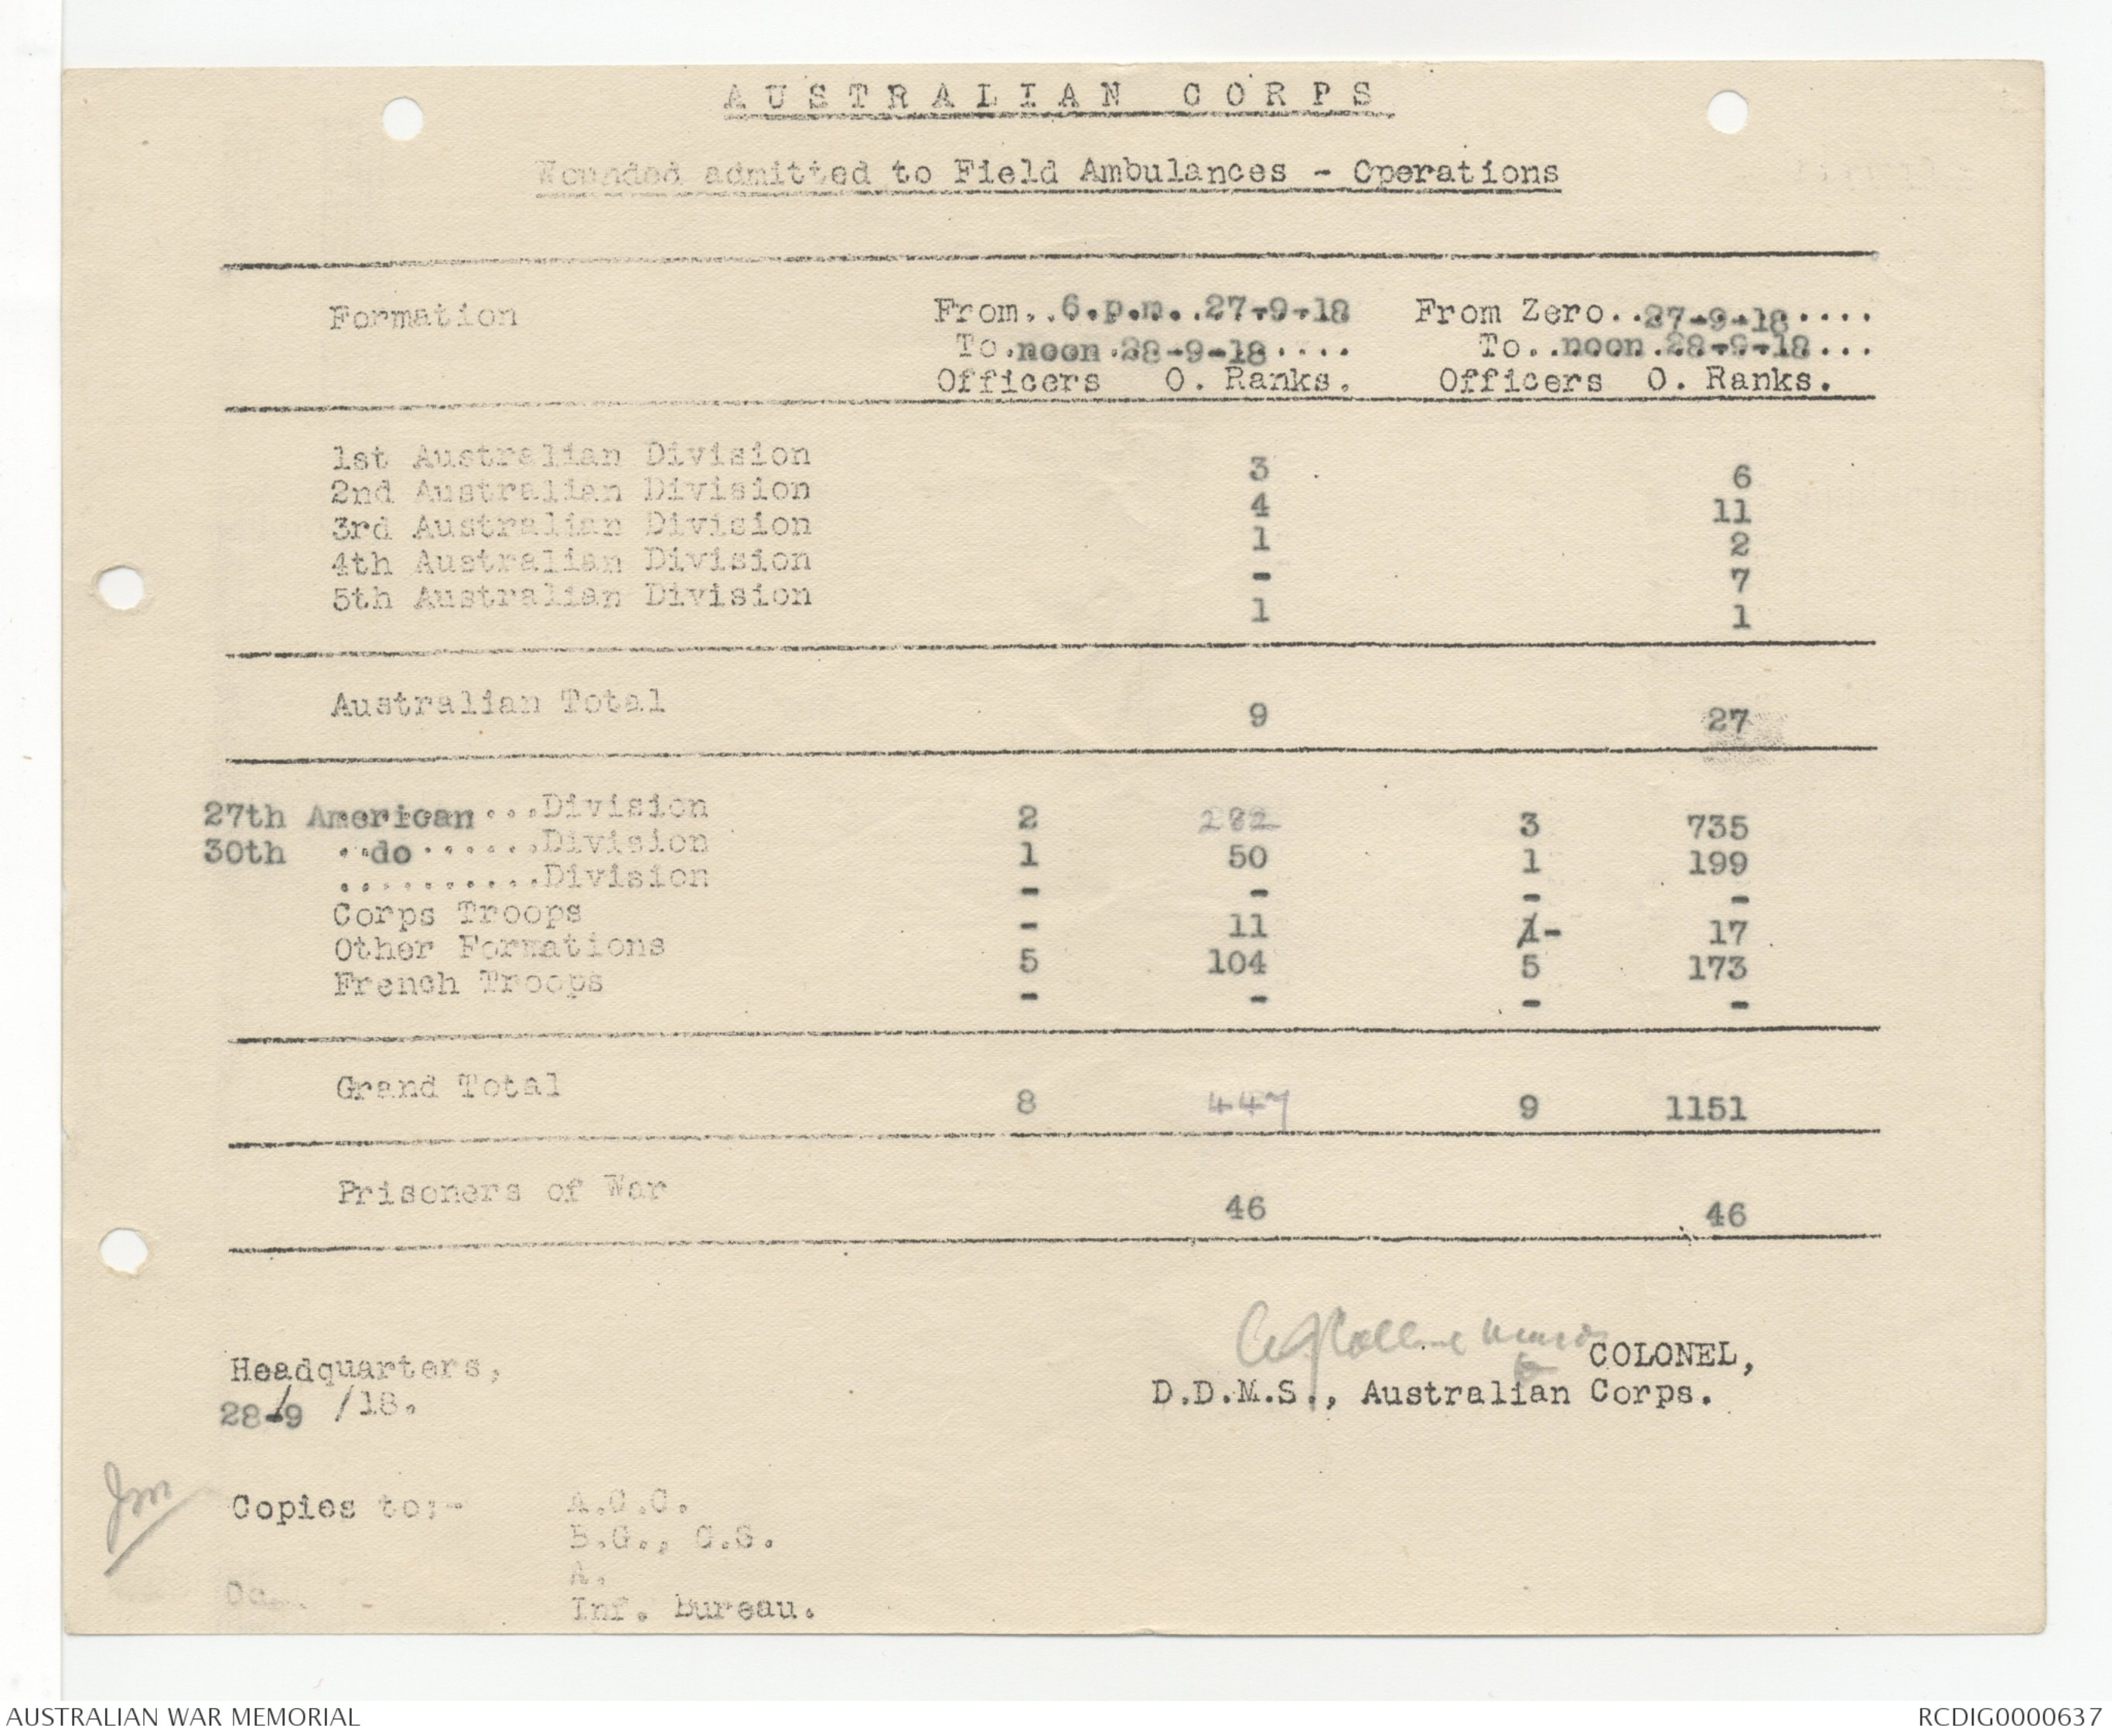 AUSTRALIAN CORPS
Wounded admitted to Field Ambulances - Operations
Formation From..6.p.m..27-9-18 From Zero..27-9-18....
To.noon.28-9-18.... To..noon.28-9-18...
Officers O. Ranks. Officers O. Ranks.
1st Australian Division 3 6
2nd Australian Division 4 11
3rd Australian Division 1 2
4th Australian Division - 7
5th Australian Division 1 1
Australian Total 9 27
27th American...Division 2 282 3 735
30th ..do......Division 1 50 1 199
..........Division - - - -
Corps Troops - 11 1- 17
Other Formations 5 104 5 173
French Troops - - - -
Grand Total 8 447 9 1151
Prisoners of War 46 46
COLONEL,
Headquarters,
D.D.M.S., Australian Corps.
28-9 /18.
Copies to:- A.C.C.
B.G., G.S.
A.
Inf. Bureau.
AUSTRALIAN WAR MEMORIAL RCDIG0000637